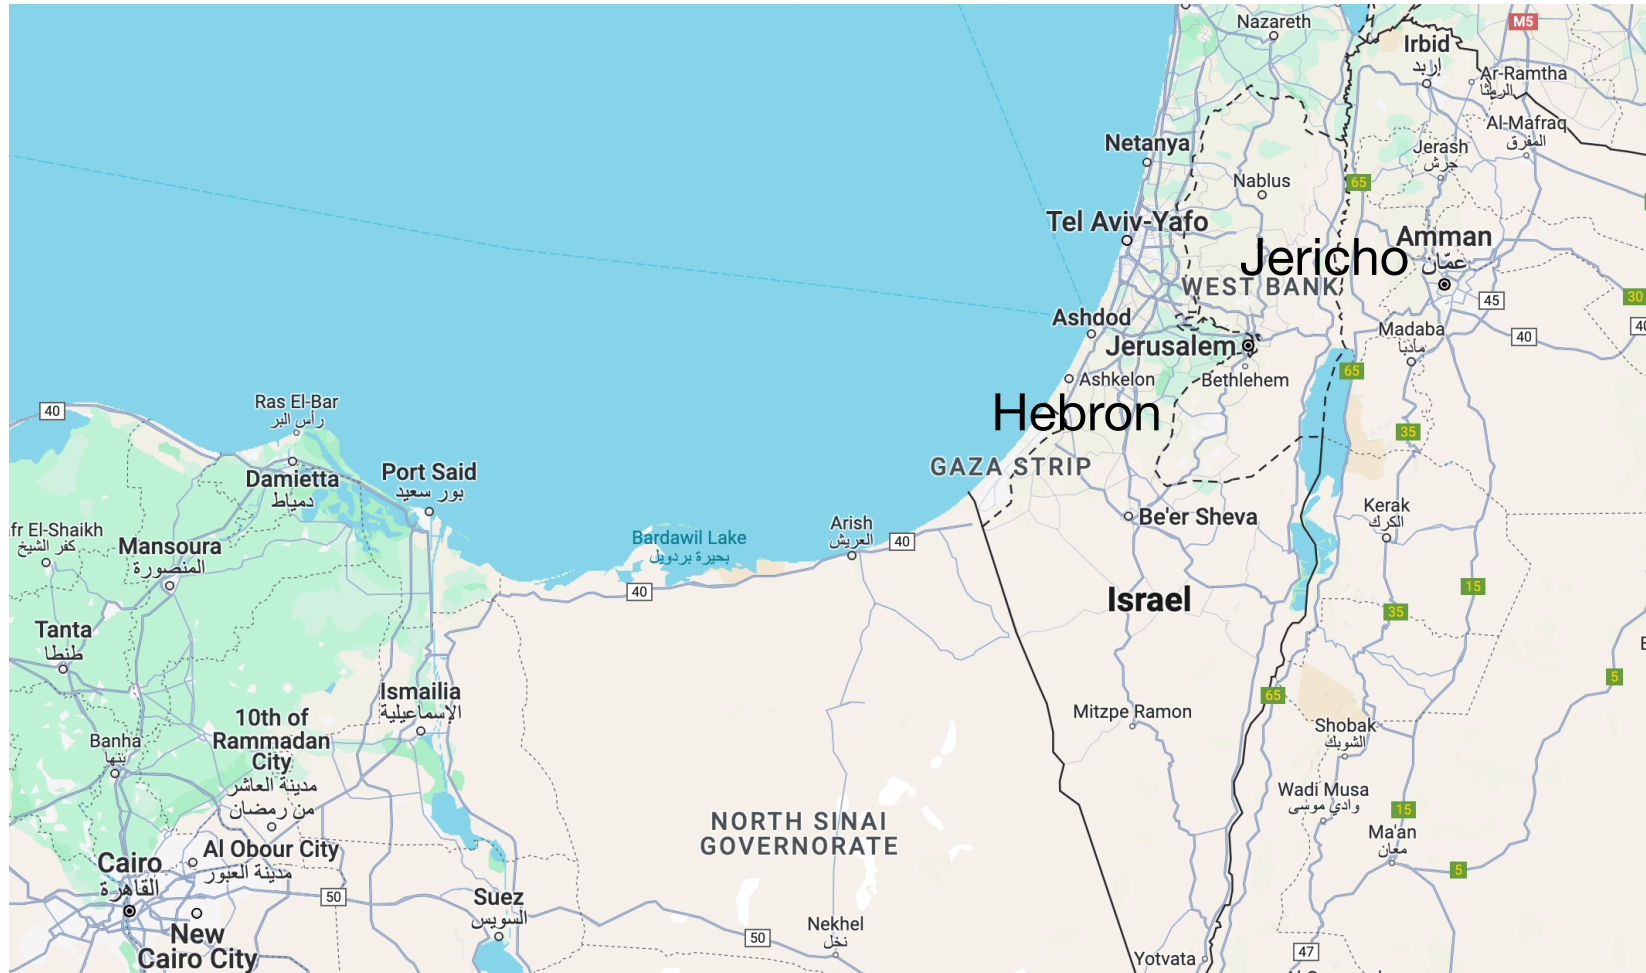 Nazareth
M5
Irbid
إربد
Ar-Ramtha
الرمثا
Al-Mafraq
المفرق
Netanya
Jerash
جرش
Nablus
65
Tel Aviv-Yafo
Jericho
Amman
عمّان
WEST BANK
45
30
Ashdod
Madaba
مادبا
40
Jerusalem
Ashkelon
Bethlehem
65
Hebron
35
GAZA STRIP
40
Ras El-Bar
رأس البر
Damietta
دمياط
Port Said
بور سعيد
Kerak
الكرك
Be'er Sheva
Arish
العريش
40
Bardawil Lake
بحيرة بردويل
fr El-Shaikh
كفر الشيخ
Mansoura
المنصورة
40
Israel
15
35
Tanta
طنطا
5
Ismailia
الإسماعيلية
65
Mitzpe Ramon
10th of
Rammadan
City
مدينة العاشر
من رمضان
Banha
بنها
Shobak
الشوبك
Wadi Musa
وادي موسى
15
Ma'an
معان
NORTH SINAI
GOVERNORATE
Al Obour City
مدينة العبور
Cairo
القاهرة
5
50
Suez
السويس
New
Cairo City
Nekhel
نخل
50
47
Yotvata